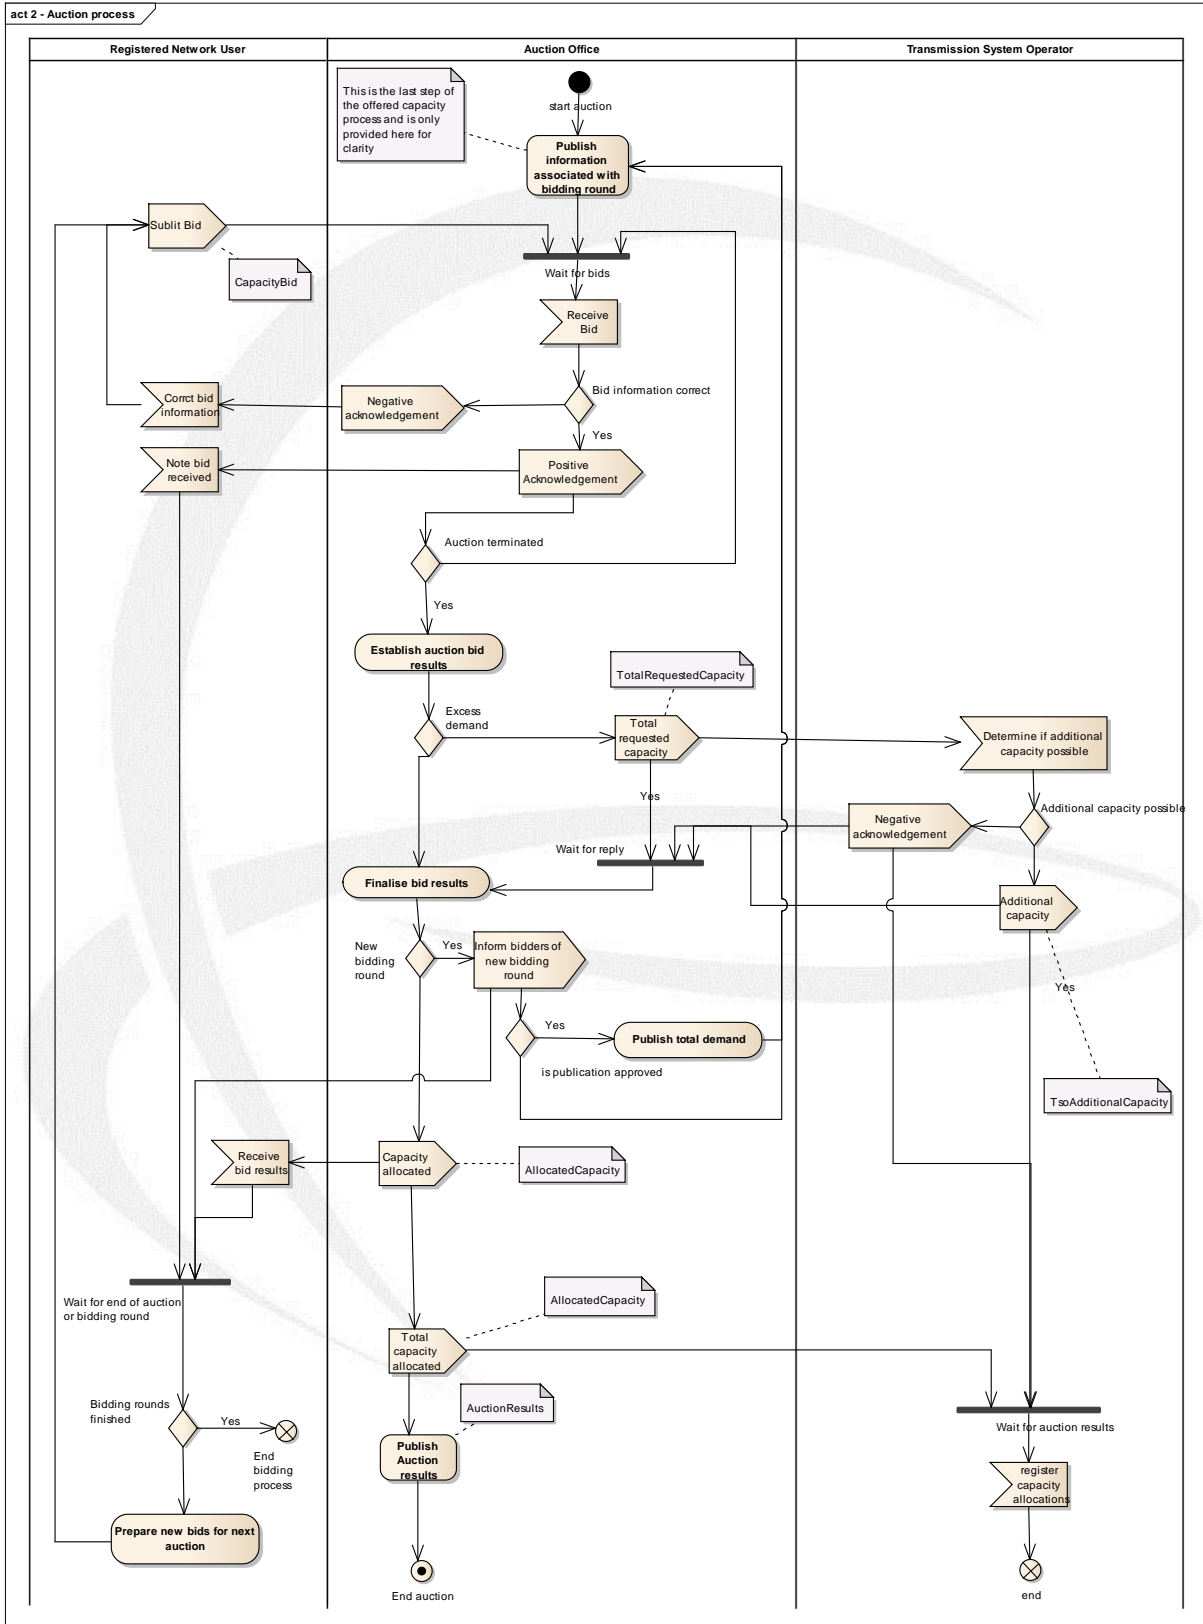 act 2 - Auction process
Registered Network User
Auction Office
Transmission System Operator
This is the last step of
the offered capacity
process and is only
provided here for
clarity
start auction
Publish
information
associated with
bidding round
Sublit Bid
CapacityBid
Wait for bids
Receive
Bid
Bid information correct
Negative
acknowledgement
Corrct bid
information
Yes
Positive
Acknowledgement
Note bid
received
Auction terminated
Yes
Establish auction bid
results
TotalRequestedCapacity
Excess
demand
Total
requested
capacity
Determine if additional
capacity possible
Yes
Additional capacity possible
Negative
acknowledgement
Wait for reply
Finalise bid results
Additional
capacity
New
bidding
round
Yes
Inform bidders of
new bidding
round
Yes
Yes
Publish total demand
is publication approved
TsoAdditionalCapacity
Receive
bid results
Capacity
allocated
AllocatedCapacity
Wait for end of auction
or bidding round
AllocatedCapacity
Total
capacity
allocated
AuctionResults
Bidding rounds
finished
Yes
End
bidding
process
Publish
Auction
results
Wait for auction results
register
capacity
allocations
Prepare new bids for next
auction
End auction
end